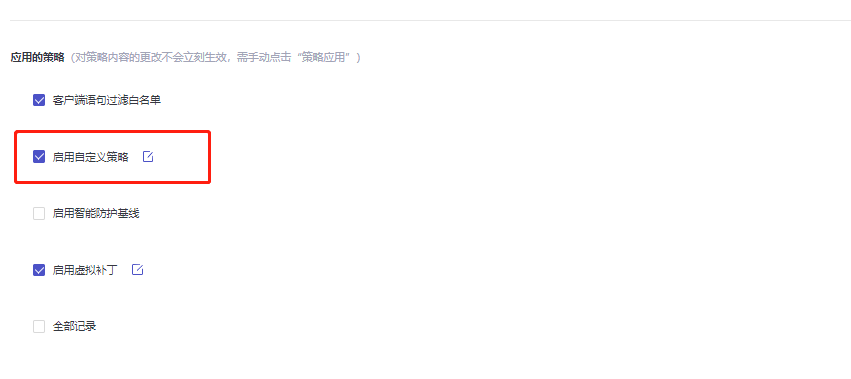 应用的策略（对策略内容的更改不会立刻生效，需手动点击“策略应用”）
客户端语句过滤白名单
启用自定义策略
启用智能防护基线
启用虚拟补丁
全部记录